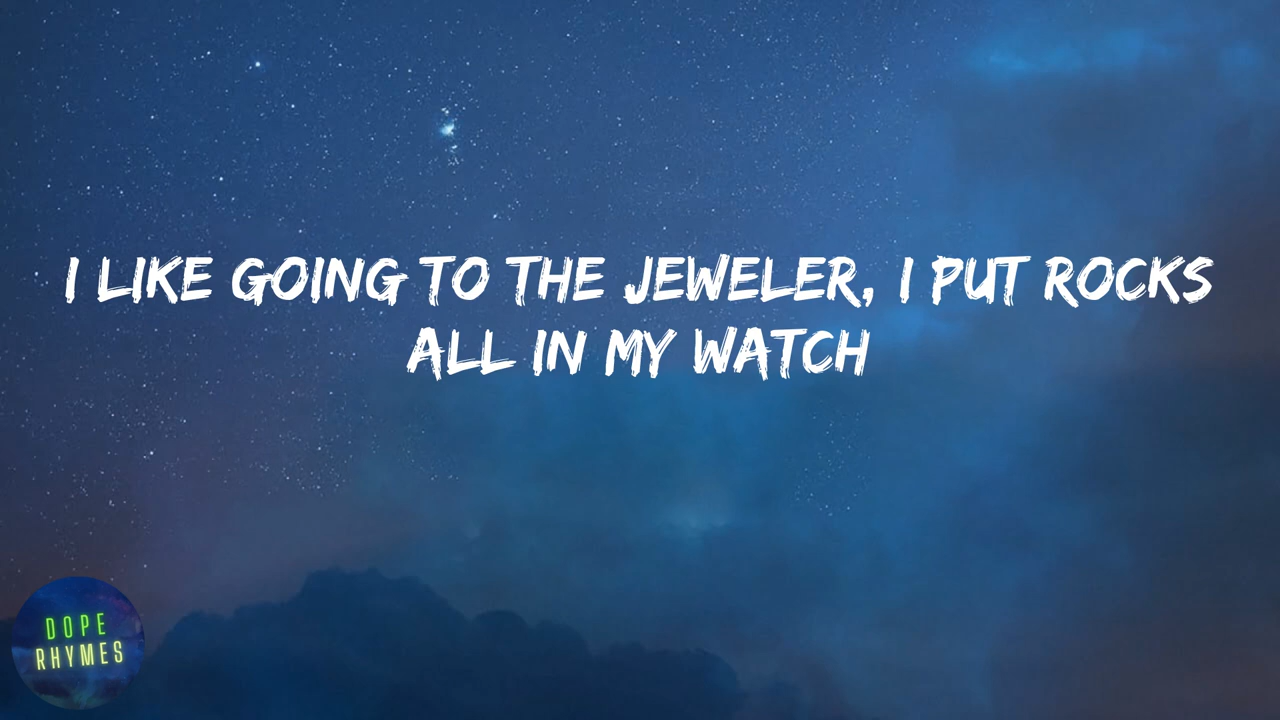 I LIKE GOING TO THE JEWELER, I PUT ROCKS
ALL IN MY WATCH
DOPE
RHYMES